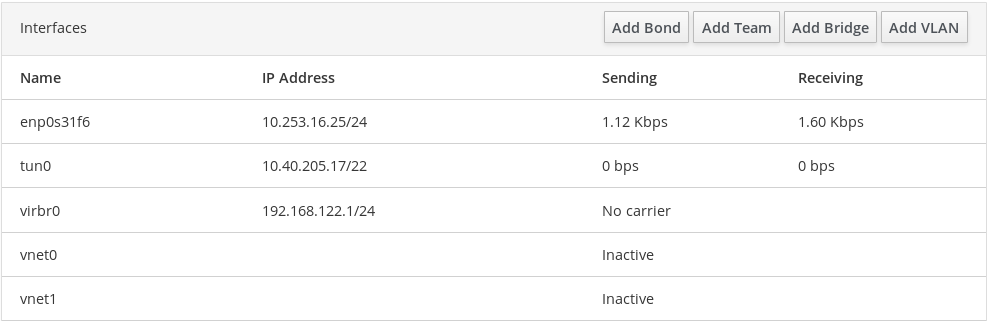 Interfaces Add Bond Add Team Add Bridge Add VLAN
Name IP Address Sending Receiving
enp0s31f6 10.253.16.25/24 1.12 Kbps 1.60 Kbps
tun0 10.40.205.17/22 0 bps 0 bps
virbr0 192.168.122.1/24 No carrier
vnet0 Inactive
vnet1 Inactive